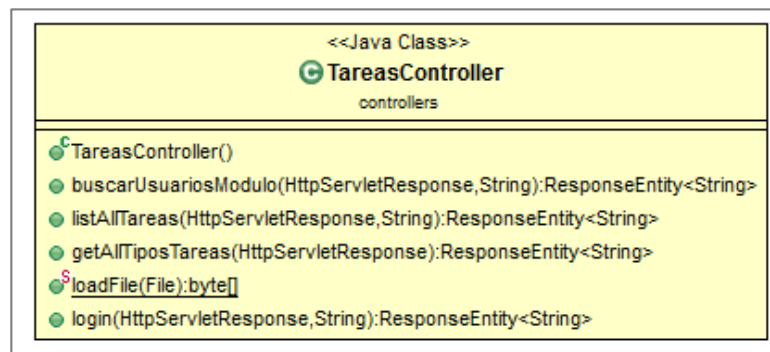 <<Java Class>>
C TareasController
controllers
C TareasController()
buscarUsuariosModulo(HttpServletResponse,String):ResponseEntity<String>
listAllTareas(HttpServletResponse,String):ResponseEntity<String>
getAllTiposTareas(HttpServletResponse):ResponseEntity<String>
S loadFile(File):byte[]
login(HttpServletResponse,String):ResponseEntity<String>